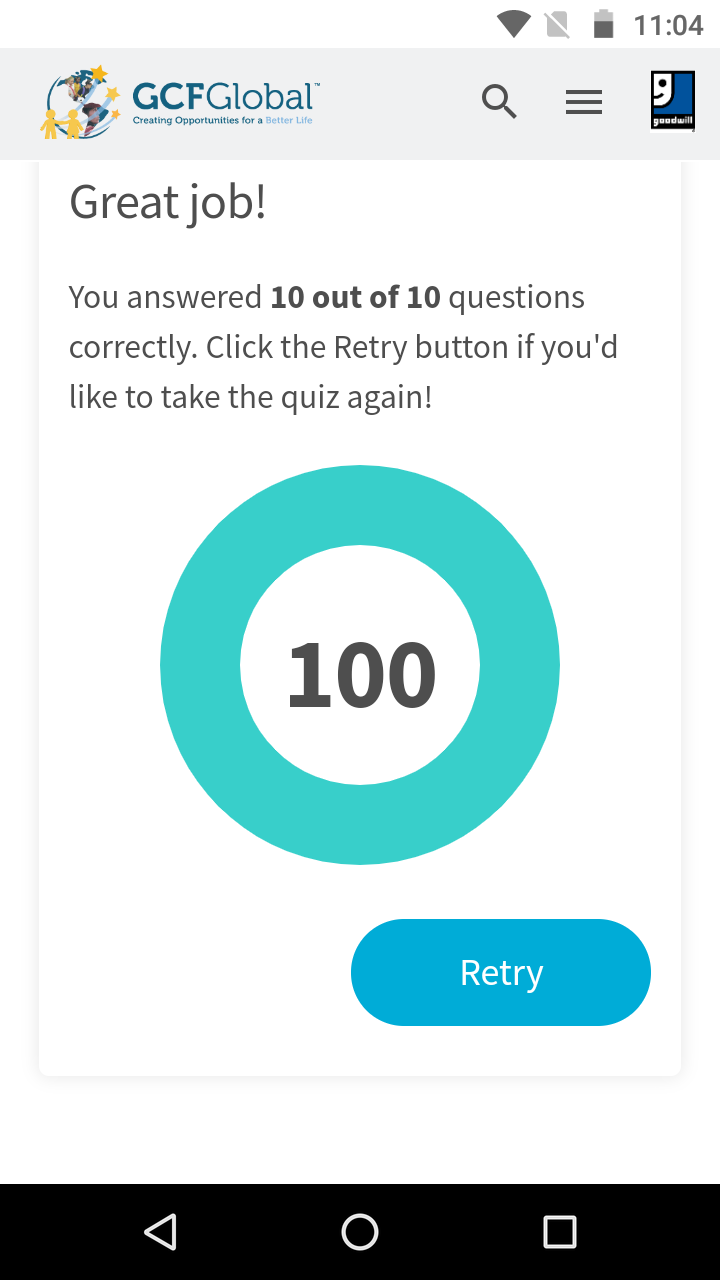 11:04
GCFGlobal™
Creating Opportunities for a Better Life
goodwill
Great job!
You answered 10 out of 10 questions
correctly. Click the Retry button if you'd
like to take the quiz again!
100
Retry